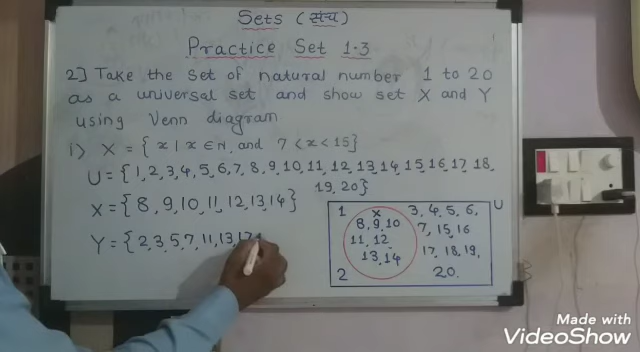 Sets (संच)
Practice Set 1.3
2] Take the set of natural number 1 to 20
as a universal set and show set X and Y
using Venn diagram
i) X = { x | x ∈ N, and 7 < x < 15}
U = {1, 2, 3, 4, 5, 6, 7, 8, 9, 10, 11, 12, 13, 14, 15, 16, 17, 18,
19, 20}
X = {8, 9, 10, 11, 12, 13, 14}
Y = {2, 3, 5, 7, 11, 13, 17,
U
1 X 3, 4, 5, 6,
8, 9, 10 7, 15, 16
11, 12 17, 18, 19,
13, 14 20.
2
Made with
VideoShow